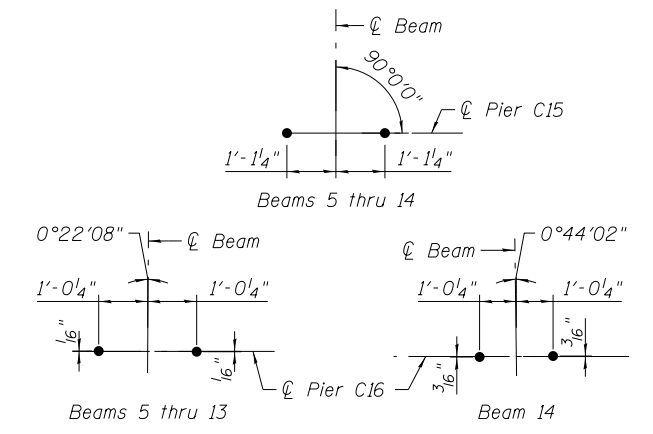 ℄ Beam
90°0'0"
℄ Pier C15
1'-1¼" 1'-1¼"
Beams 5 thru 14
0°22'08" ℄ Beam
1'-0¼" 1'-0¼"
1/16" 1/16"
Beams 5 thru 13
℄ Pier C16
℄ Beam 0°44'02"
1'-0¼" 1'-0¼"
3/16" 3/16"
Beam 14